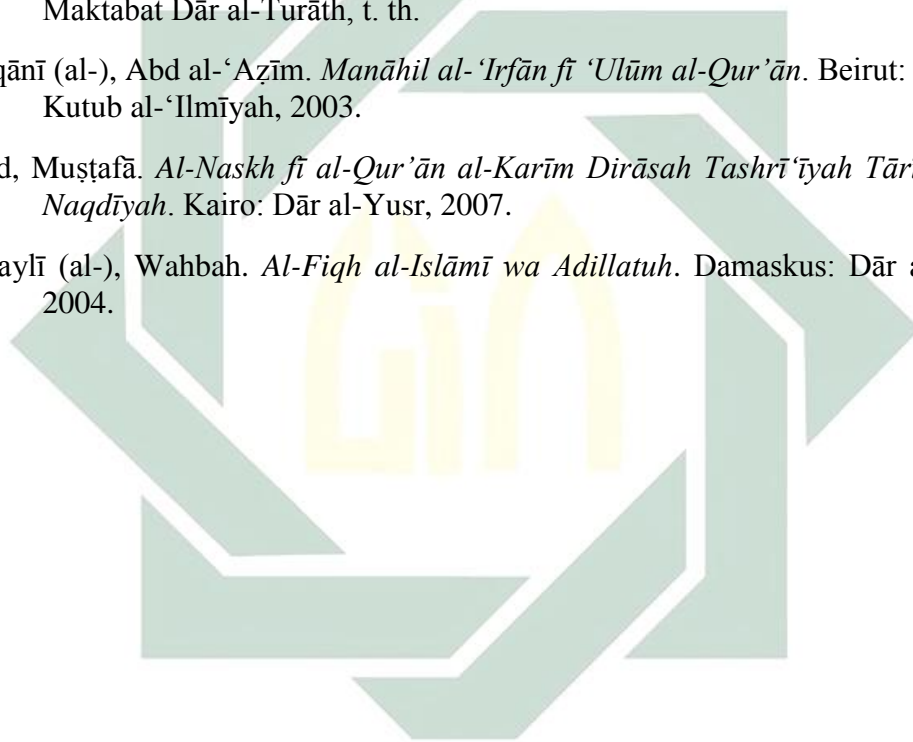 Maktabat Dār al-Turāth, t. th.
qānī (al-), Abd al-‘Aẓīm. Manāhil al-‘Irfān fī ‘Ulūm al-Qur’ān. Beirut:
Kutub al-‘Ilmīyah, 2003.
d, Muṣṭafā. Al-Naskh fī al-Qur’ān al-Karīm Dirāsah Tashrī‘īyah
Naqdīyah. Kairo: Dār al-Yusr, 2007.
aylī (al-), Wahbah. Al-Fiqh al-Islāmī wa Adillatuh. Damaskus: Dār
2004.